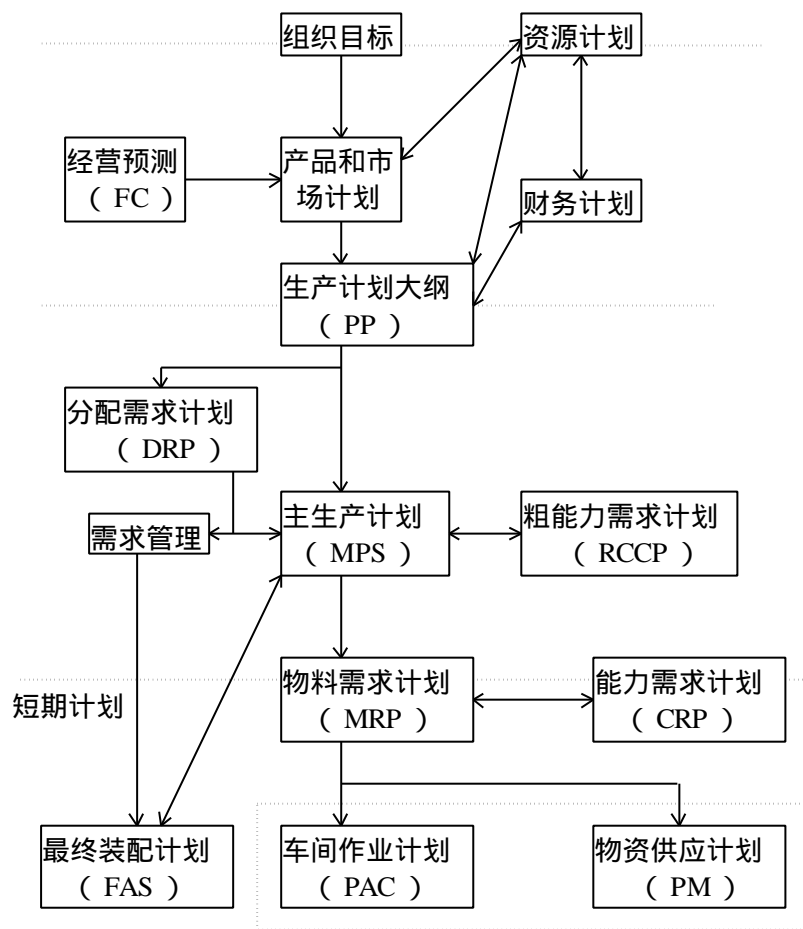 组织目标
资源计划
经营预测
（ FC ）
产品和市
场计划
财务计划
生产计划大纲
（ PP ）
分配需求计划
（ DRP ）
需求管理
主生产计划
（ MPS ）
粗能力需求计划
（ RCCP ）
短期计划
物料需求计划
（ MRP ）
能力需求计划
（ CRP ）
最终装配计划
（ FAS ）
车间作业计划
（ PAC ）
物资供应计划
（ PM ）